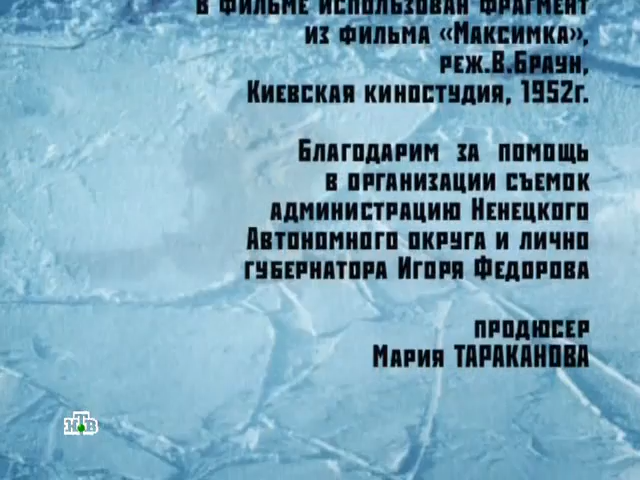 в фильме использован фрагмент
из фильма «Максимка»,
реж.В.Браун,
Киевская киностудия, 1952г.
Благодарим за помощь
в организации съемок
администрацию Ненецкого
Автономного округа и лично
губернатора Игоря Федорова
продюсер
Мария ТАРАКАНОВА
НТВ